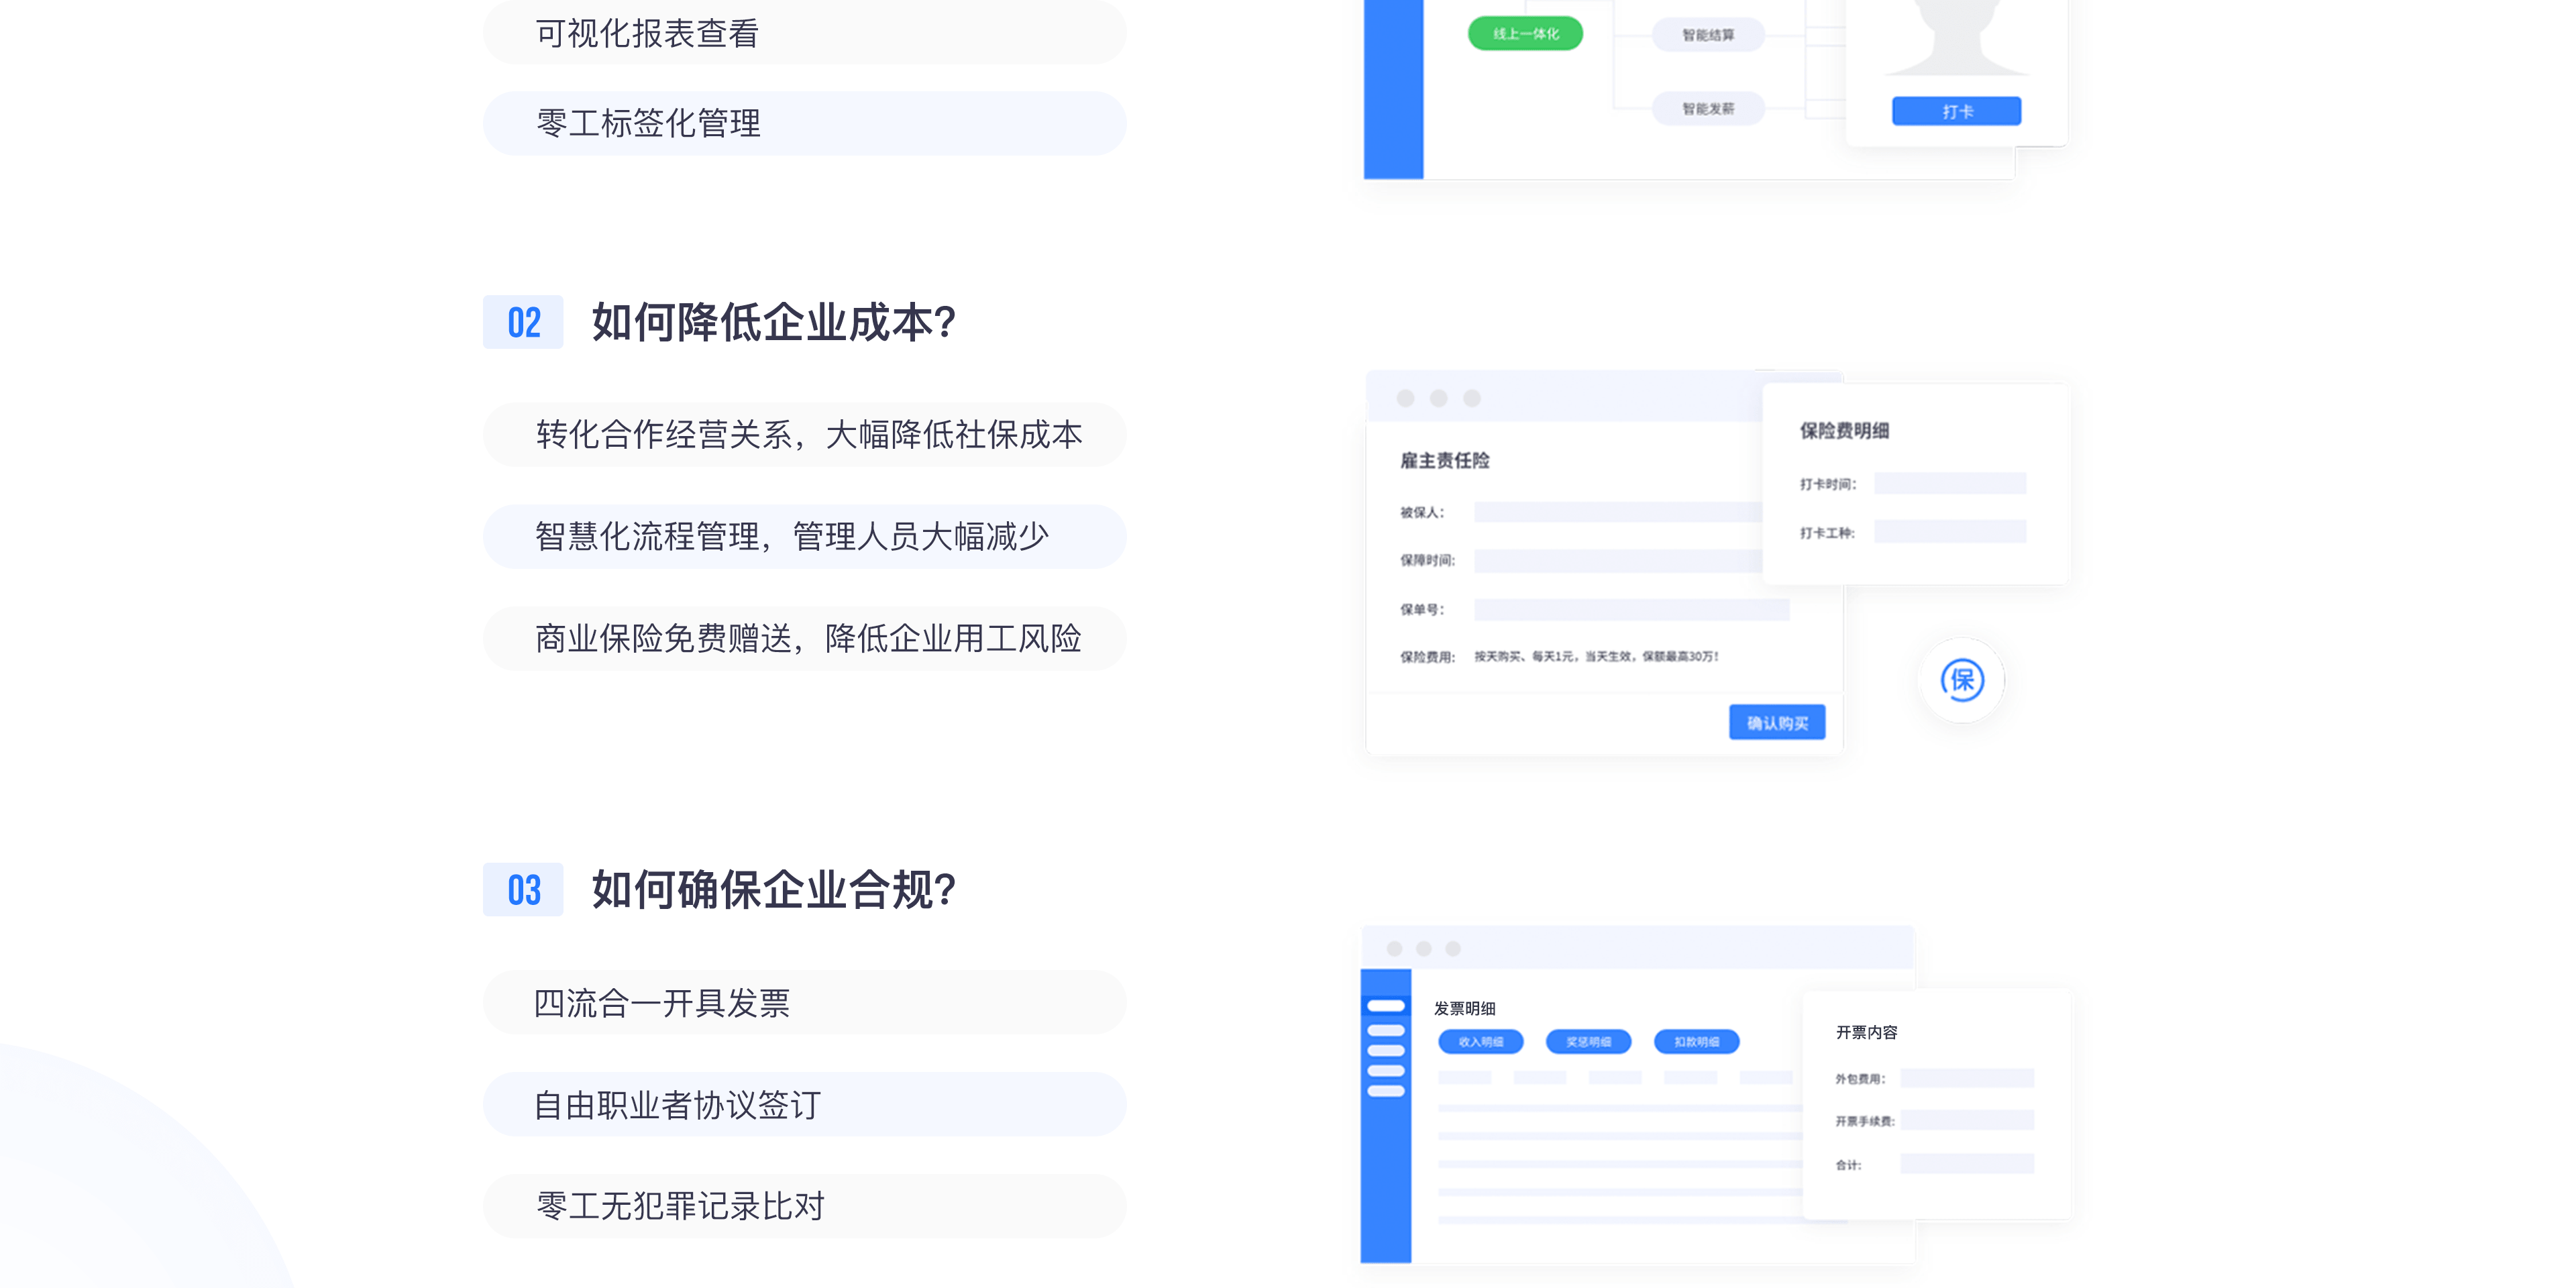 可视化报表查看
零工标签化管理
线上一体化
智能结算
智能发薪
打卡
02 如何降低企业成本？
转化合作经营关系，大幅降低社保成本
智慧化流程管理，管理人员大幅减少
商业保险免费赠送，降低企业用工风险
雇主责任险
被保人：
保障时间：
保单号：
保险费用： 按天购买、每天1元，当天生效，保额最高30万！
确认购买
保险费明细
打卡时间：
打卡工种：
保
03 如何确保企业合规？
四流合一开具发票
自由职业者协议签订
零工无犯罪记录比对
发票明细
收入明细 奖惩明细 扣款明细
开票内容
外包费用：
开票手续费：
合计：